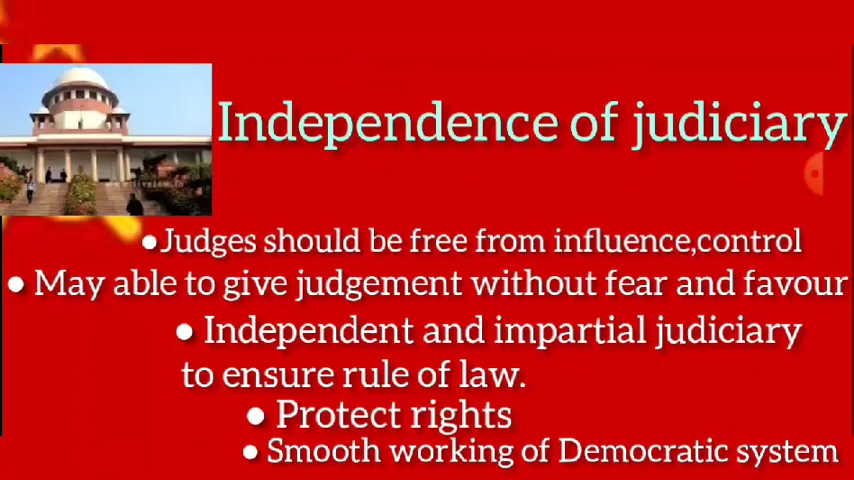 Independence of judiciary
●Judges should be free from influence,control
● May able to give judgement without fear and favour
● Independent and impartial judiciary
to ensure rule of law.
● Protect rights
● Smooth working of Democratic system